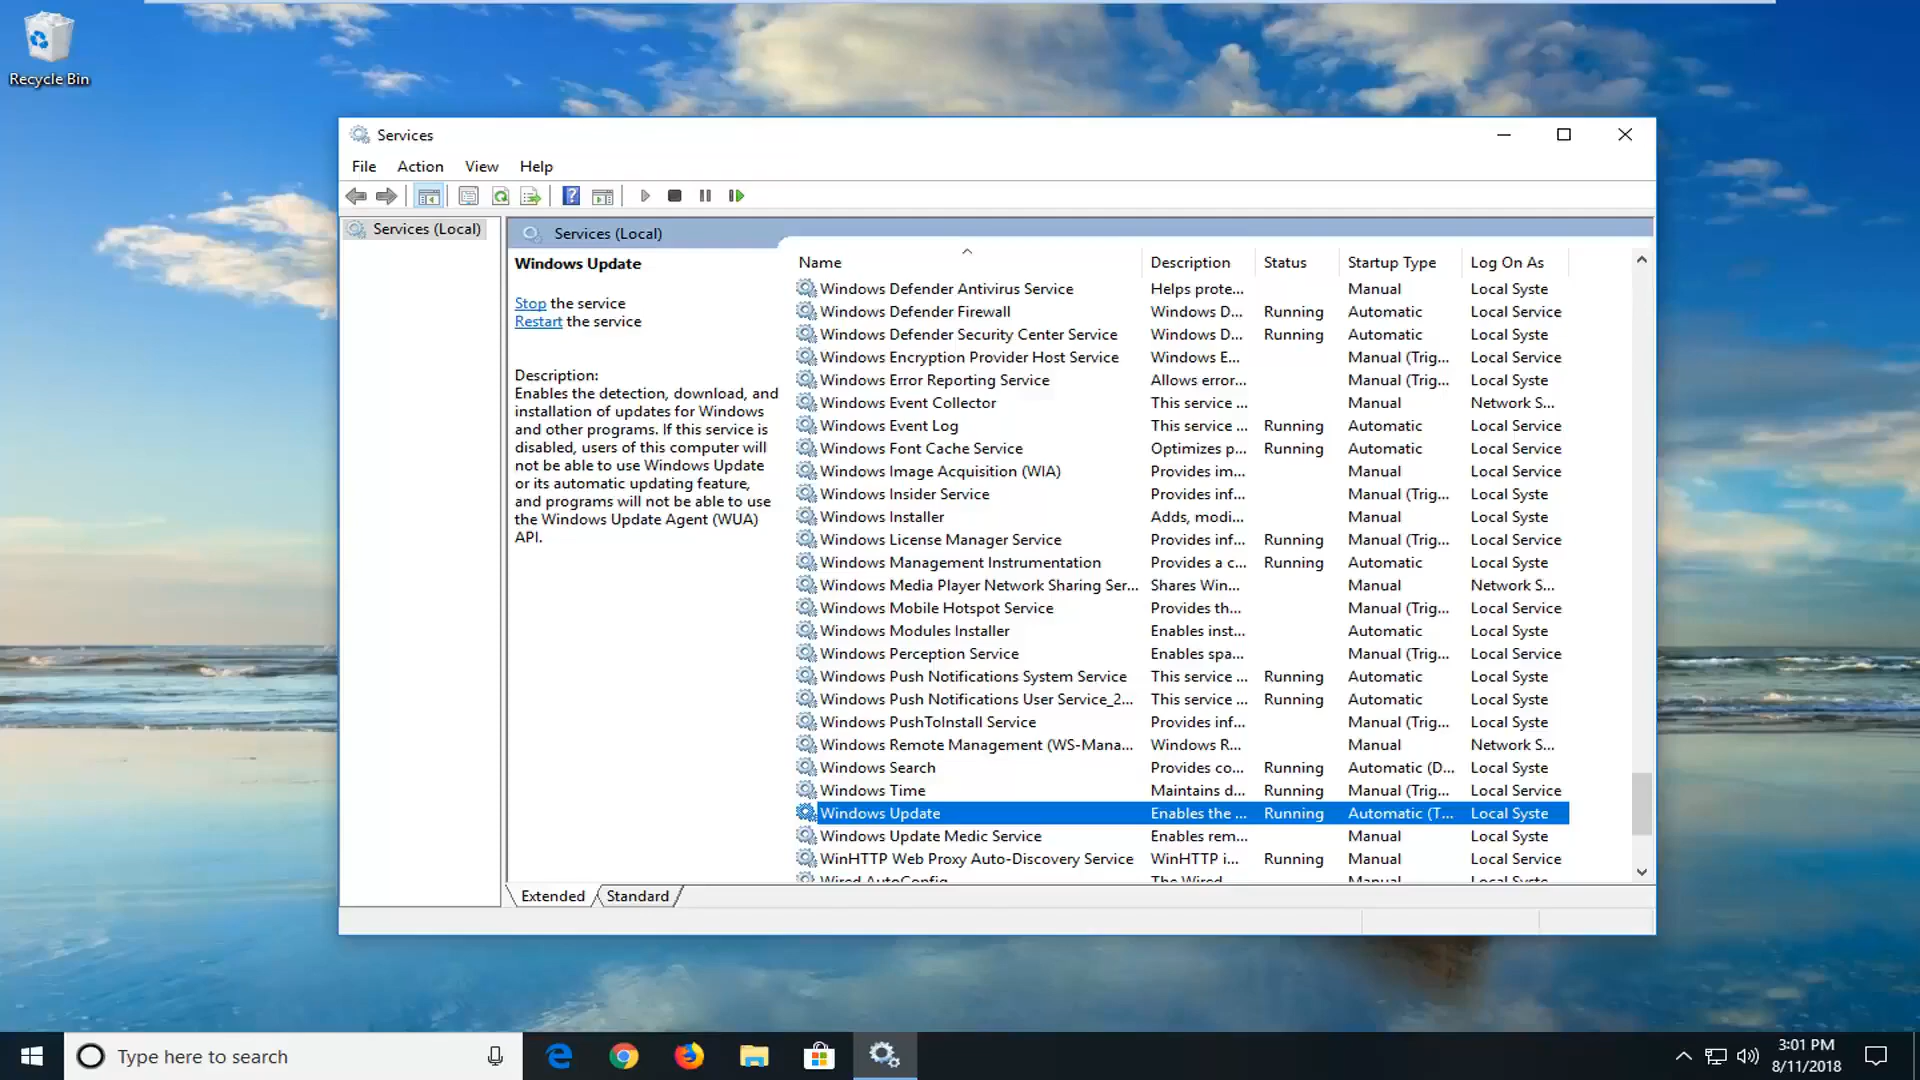 Recycle Bin
Services
File Action View Help
Services (Local)
Services (Local)
Windows Update
Stop the service
Restart the service
Description:
Enables the detection, download, and
installation of updates for Windows
and other programs. If this service is
disabled, users of this computer will
not be able to use Windows Update
or its automatic updating feature,
and programs will not be able to use
the Windows Update Agent (WUA)
API.
Name Description Status Startup Type Log On As
Windows Defender Antivirus Service Helps prote... Manual Local Syste
Windows Defender Firewall Windows D... Running Automatic Local Service
Windows Defender Security Center Service Windows D... Running Automatic Local Syste
Windows Encryption Provider Host Service Windows E... Manual (Trig... Local Service
Windows Error Reporting Service Allows error... Manual (Trig... Local Syste
Windows Event Collector This service ... Manual Network S...
Windows Event Log This service ... Running Automatic Local Service
Windows Font Cache Service Optimizes p... Running Automatic Local Service
Windows Image Acquisition (WIA) Provides im... Manual Local Service
Windows Insider Service Provides inf... Manual (Trig... Local Syste
Windows Installer Adds, modi... Manual Local Syste
Windows License Manager Service Provides inf... Running Manual (Trig... Local Service
Windows Management Instrumentation Provides a c... Running Automatic Local Syste
Windows Media Player Network Sharing Ser... Shares Win... Manual Network S...
Windows Mobile Hotspot Service Provides th... Manual (Trig... Local Service
Windows Modules Installer Enables inst... Automatic Local Syste
Windows Perception Service Enables spa... Manual (Trig... Local Service
Windows Push Notifications System Service This service ... Running Automatic Local Syste
Windows Push Notifications User Service_2... This service ... Running Automatic Local Syste
Windows PushToInstall Service Provides inf... Manual (Trig... Local Syste
Windows Remote Management (WS-Mana... Windows R... Manual Network S...
Windows Search Provides co... Running Automatic (D... Local Syste
Windows Time Maintains d... Running Manual (Trig... Local Service
Windows Update Enables the ... Running Automatic (T... Local Syste
Windows Update Medic Service Enables rem... Manual Local Syste
WinHTTP Web Proxy Auto-Discovery Service WinHTTP i... Running Manual Local Service
Wired AutoConfig The Wired Manual Local Syste
Extended Standard
Type here to search
3:01 PM
8/11/2018